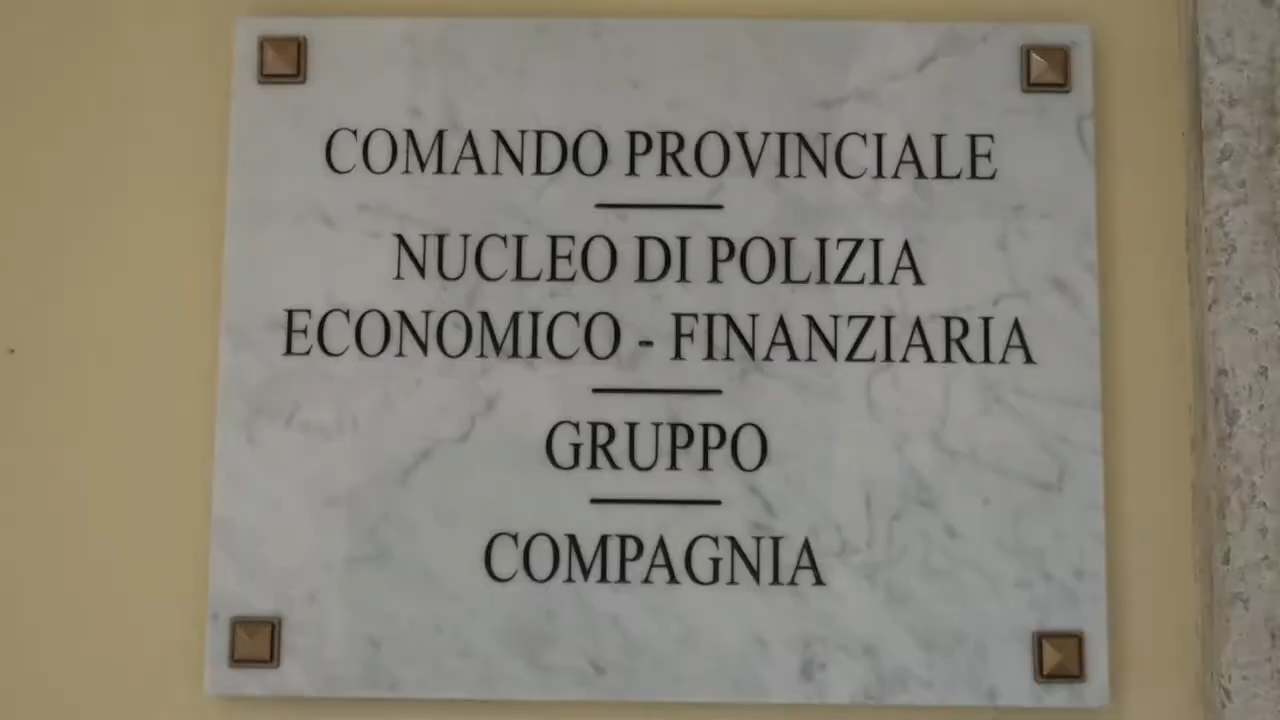 COMANDO PROVINCIALE
NUCLEO DI POLIZIA
ECONOMICO - FINANZIARIA
GRUPPO
COMPAGNIA